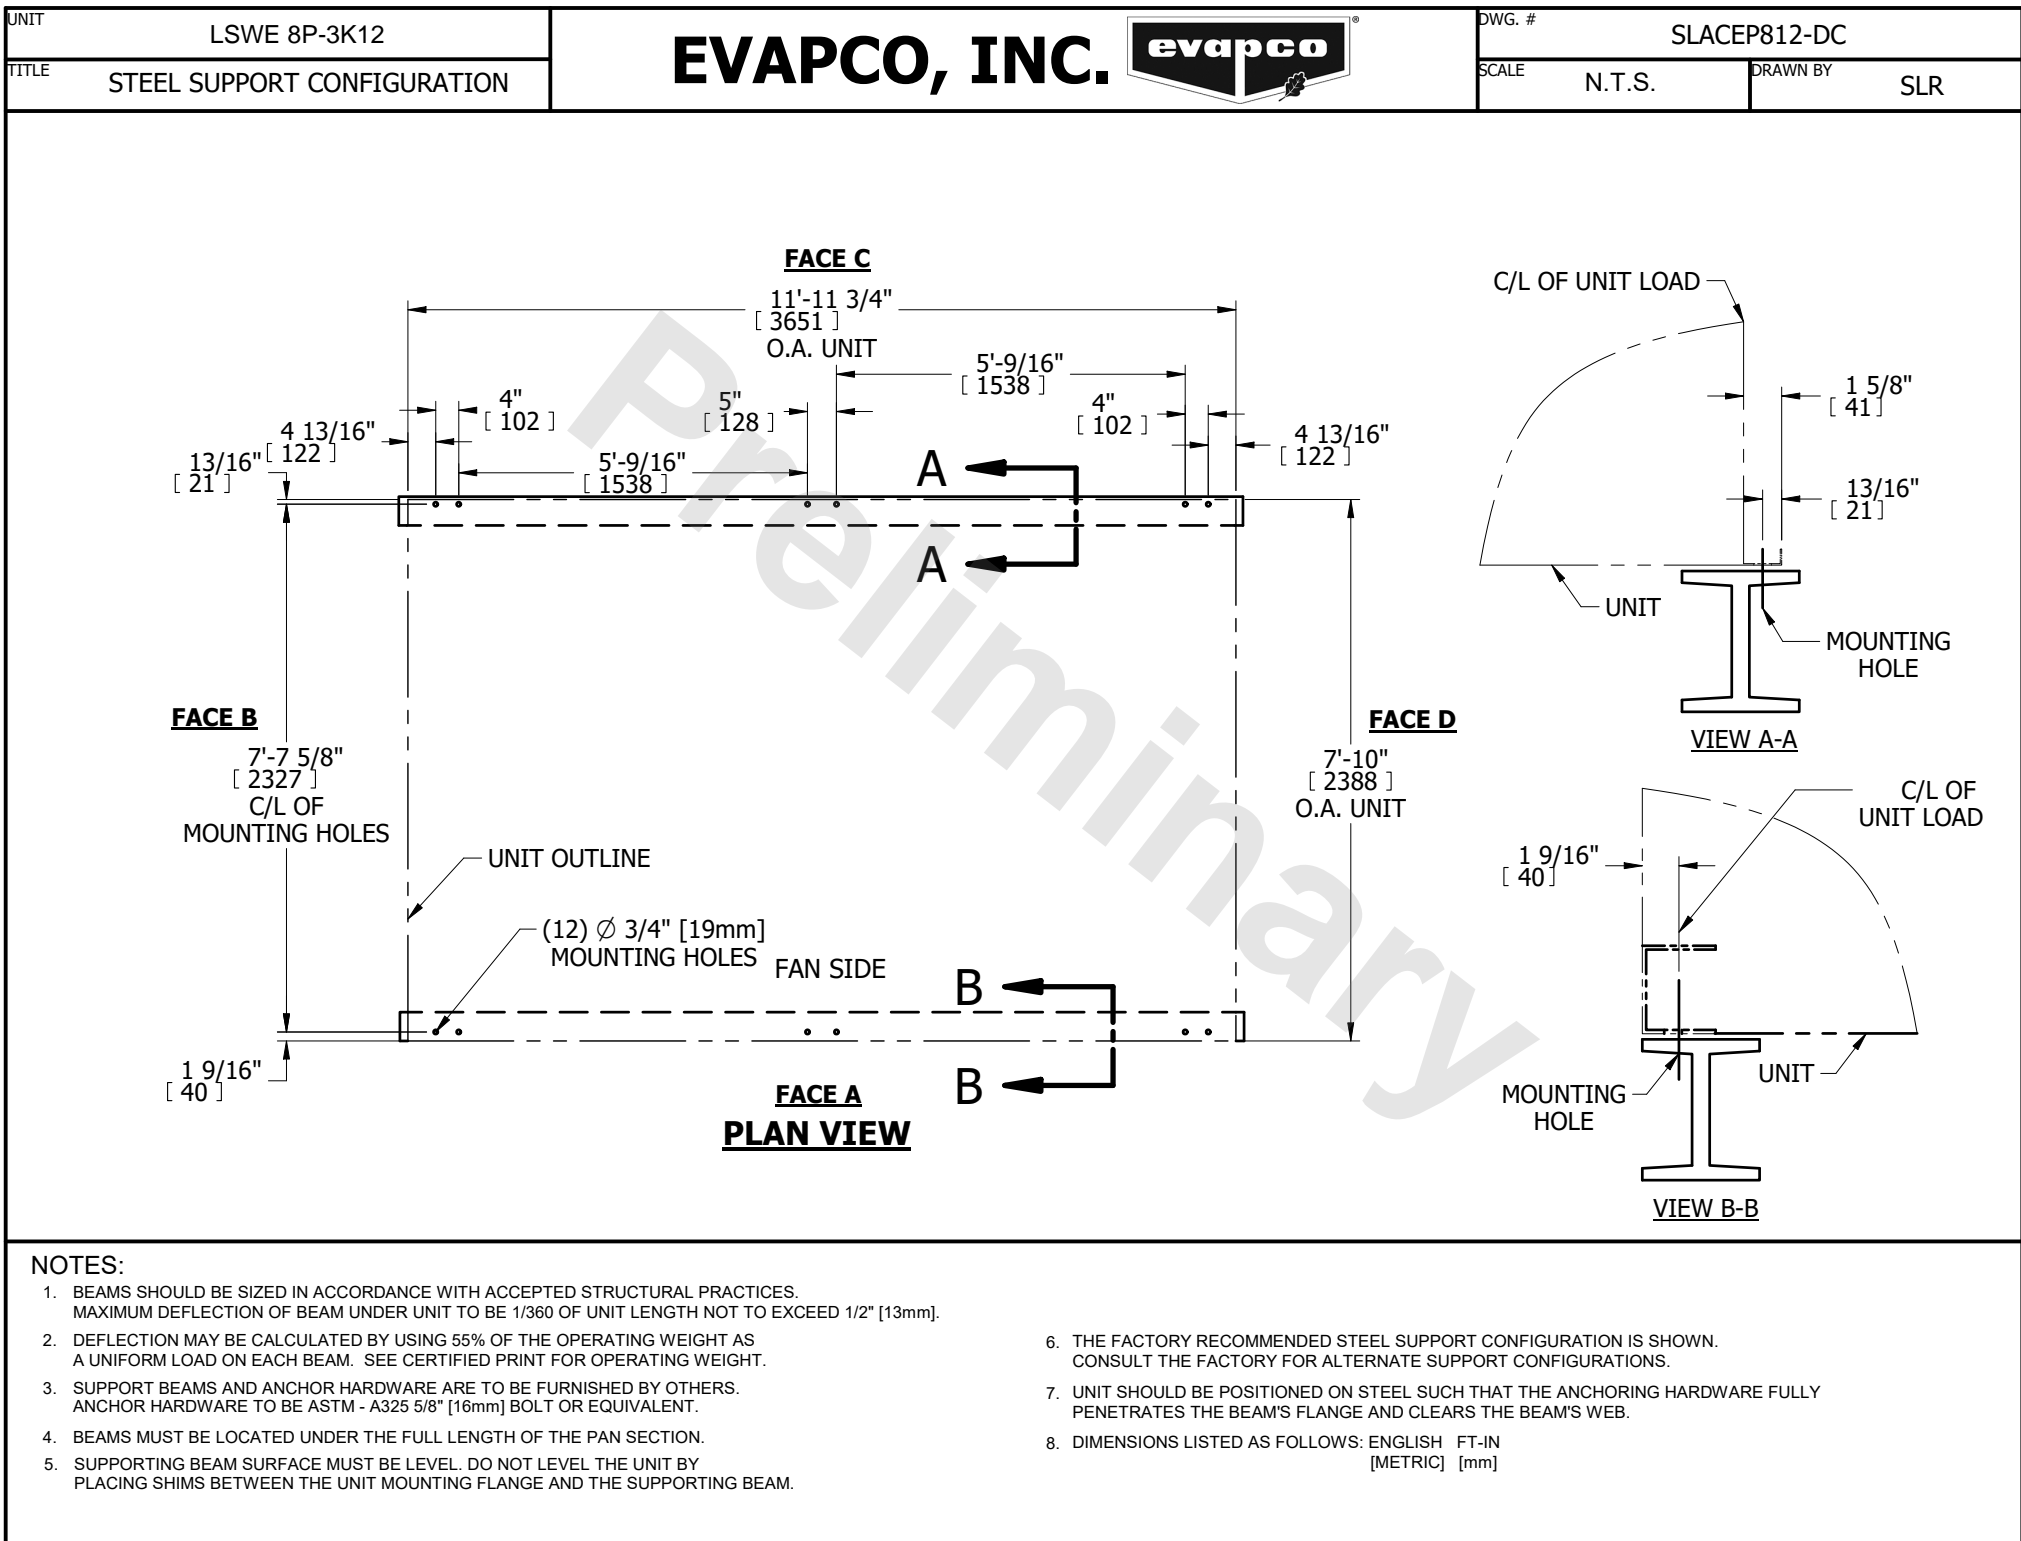 UNIT
LSWE 8P-3K12
TITLE
STEEL SUPPORT CONFIGURATION
EVAPCO, INC.
evapco
®
DWG. #
SLACEP812-DC
SCALE
N.T.S.
DRAWN BY
SLR
FACE C
11'-11 3/4"
[ 3651 ]
O.A. UNIT
5'-9/16"
[ 1538 ]
4"
[ 102 ]
5"
[ 128 ]
4"
[ 102 ]
4 13/16"
[ 122 ]
13/16"
[ 21 ]
5'-9/16"
[ 1538 ]
4 13/16"
[ 122 ]
A
A
FACE B
7'-7 5/8"
[ 2327 ]
C/L OF
MOUNTING HOLES
FACE D
7'-10"
[ 2388 ]
O.A. UNIT
UNIT OUTLINE
(12) Ø 3/4" [19mm]
MOUNTING HOLES
FAN SIDE
B
B
1 9/16"
[ 40 ]
FACE A
PLAN VIEW
Preliminary
C/L OF UNIT LOAD
1 5/8"
[ 41 ]
13/16"
[ 21 ]
UNIT
MOUNTING
HOLE
VIEW A-A
C/L OF
UNIT LOAD
1 9/16"
[ 40 ]
UNIT
MOUNTING
HOLE
VIEW B-B
NOTES:
1. BEAMS SHOULD BE SIZED IN ACCORDANCE WITH ACCEPTED STRUCTURAL PRACTICES.
MAXIMUM DEFLECTION OF BEAM UNDER UNIT TO BE 1/360 OF UNIT LENGTH NOT TO EXCEED 1/2" [13mm].
2. DEFLECTION MAY BE CALCULATED BY USING 55% OF THE OPERATING WEIGHT AS
A UNIFORM LOAD ON EACH BEAM. SEE CERTIFIED PRINT FOR OPERATING WEIGHT.
3. SUPPORT BEAMS AND ANCHOR HARDWARE ARE TO BE FURNISHED BY OTHERS.
ANCHOR HARDWARE TO BE ASTM - A325 5/8" [16mm] BOLT OR EQUIVALENT.
4. BEAMS MUST BE LOCATED UNDER THE FULL LENGTH OF THE PAN SECTION.
5. SUPPORTING BEAM SURFACE MUST BE LEVEL. DO NOT LEVEL THE UNIT BY
PLACING SHIMS BETWEEN THE UNIT MOUNTING FLANGE AND THE SUPPORTING BEAM.
6. THE FACTORY RECOMMENDED STEEL SUPPORT CONFIGURATION IS SHOWN.
CONSULT THE FACTORY FOR ALTERNATE SUPPORT CONFIGURATIONS.
7. UNIT SHOULD BE POSITIONED ON STEEL SUCH THAT THE ANCHORING HARDWARE FULLY
PENETRATES THE BEAM'S FLANGE AND CLEARS THE BEAM'S WEB.
8. DIMENSIONS LISTED AS FOLLOWS: ENGLISH FT-IN
[METRIC] [mm]